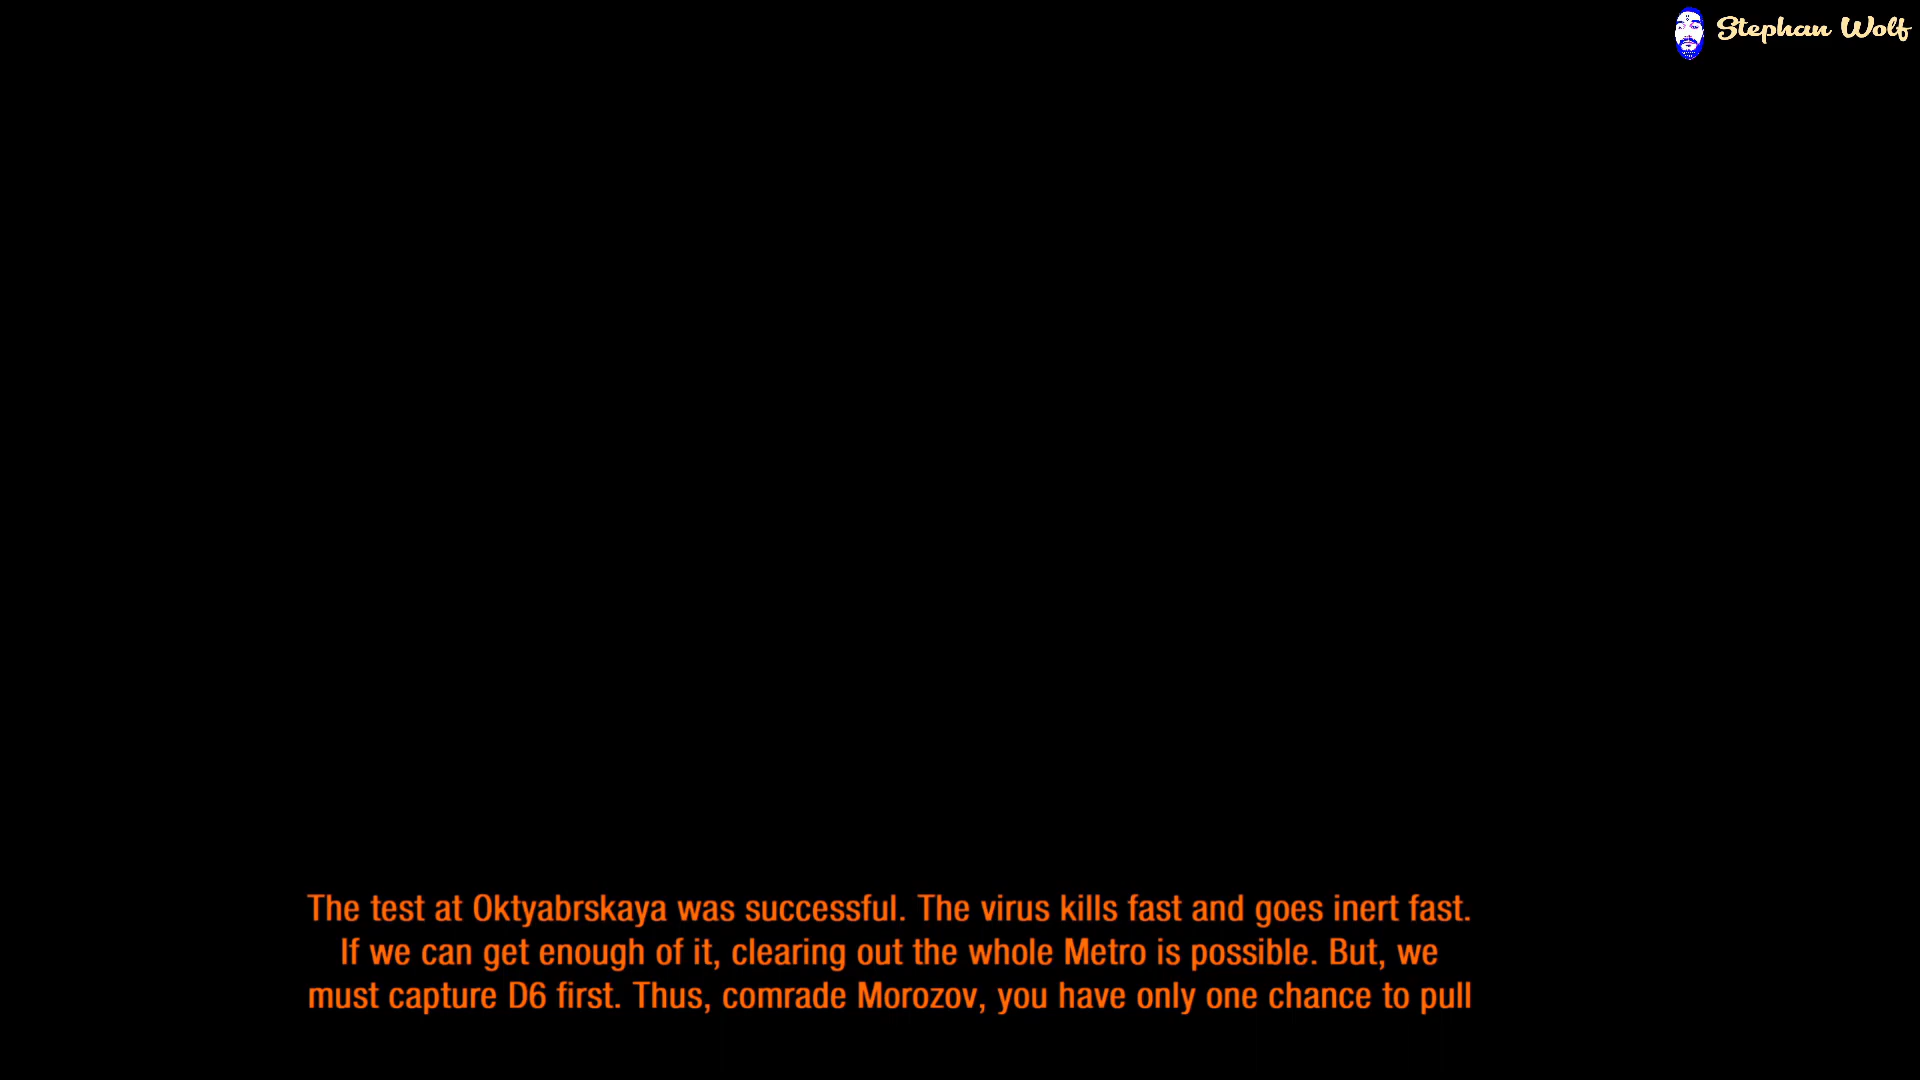 Stephan Wolf
The test at Oktyabrskaya was successful. The virus kills fast and goes inert fast.
If we can get enough of it, clearing out the whole Metro is possible. But, we
must capture D6 first. Thus, comrade Morozov, you have only one chance to pull